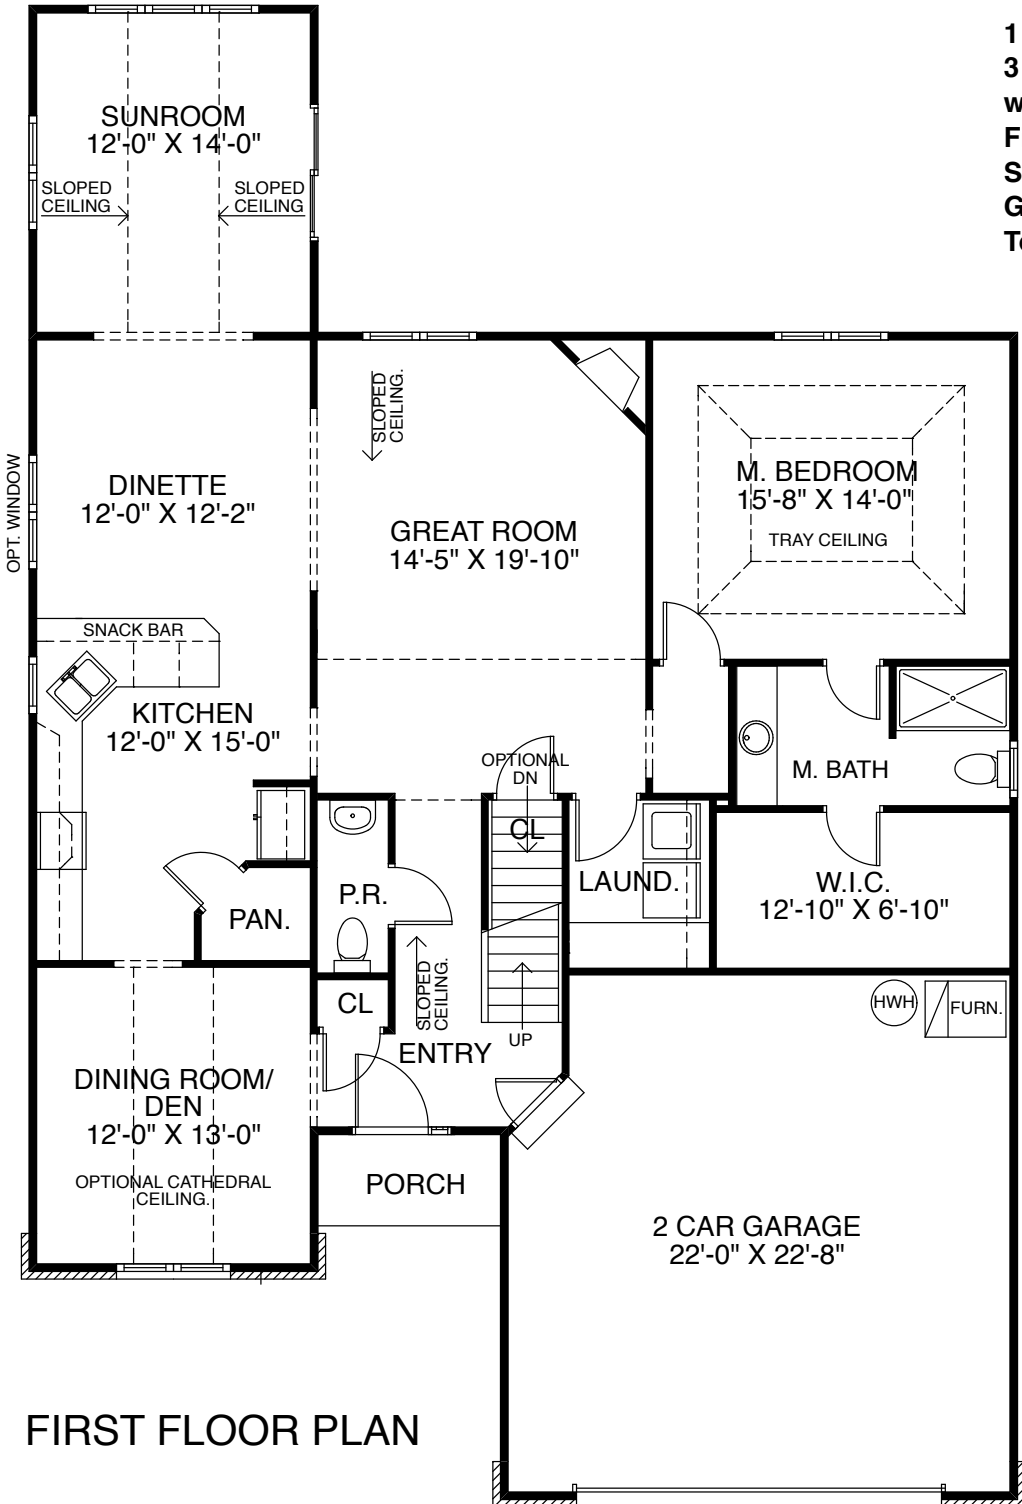 1
3
w
F
S
G
SUNROOM
12'-0" X 14'-0"
SLOPED
CEILING
SLOPED
CEILING
OPT. WINDOW
DINETTE
12'-0" X 12'-2"
SLOPED
CEILING.
GREAT ROOM
14'-5" X 19'-10"
M. BEDROOM
15'-8" X 14'-0"
TRAY CEILING
SNACK BAR
KITCHEN
12'-0" X 15'-0"
OPTIONAL
DN
CL
M. BATH
LAUND.
W.I.C.
12'-10" X 6'-10"
P.R.
PAN.
CL
SLOPED
CEILING.
ENTRY
UP
HWH
FURN.
DINING ROOM/
DEN
12'-0" X 13'-0"
OPTIONAL CATHEDRAL
CEILING.
PORCH
2 CAR GARAGE
22'-0" X 22'-8"
FIRST FLOOR PLAN